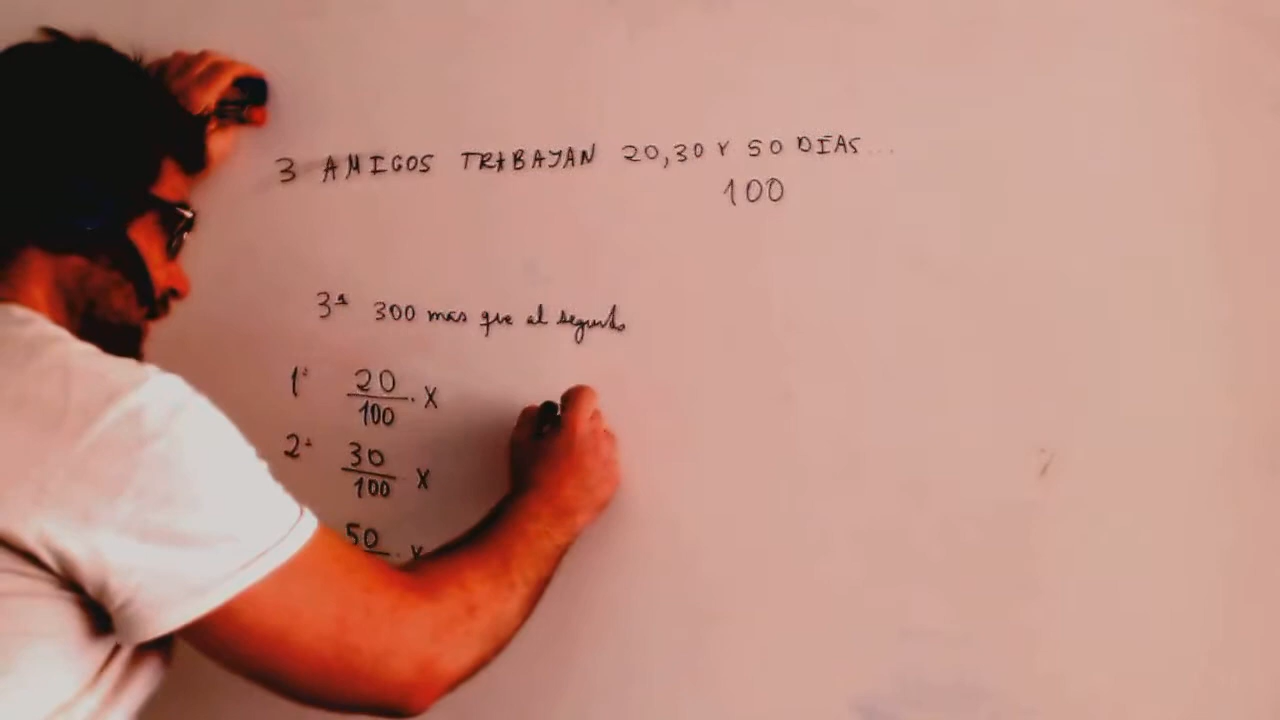 3 AMIGOS TRABAJAN 20,30 Y 50 DIAS...
100
3ª 300 mas que al segundo
1º 20/100 · X
2º 30/100 · X
50 · X